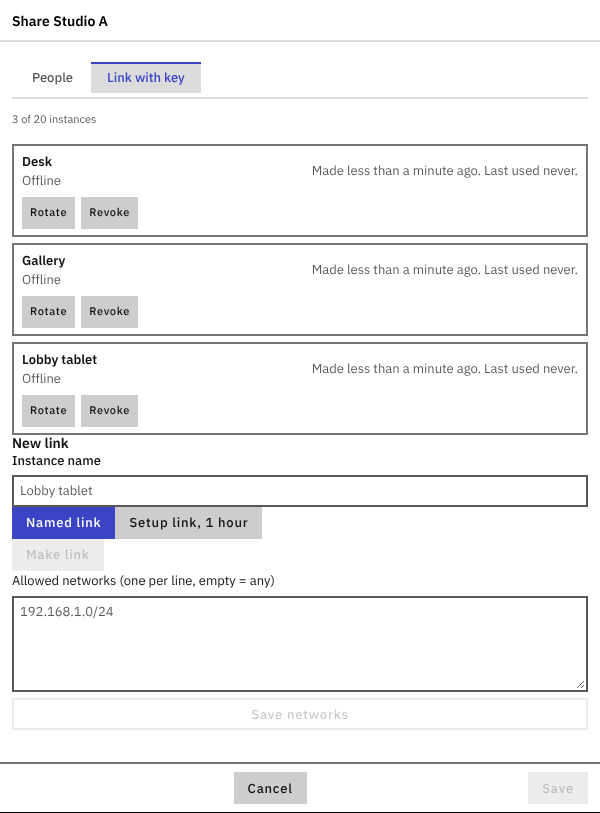 Share Studio A
People
Link with key
3 of 20 instances
Desk
Made less than a minute ago. Last used never.
Offline
Rotate
Revoke
Gallery
Made less than a minute ago. Last used never.
Offline
Rotate
Revoke
Lobby tablet
Made less than a minute ago. Last used never.
Offline
Rotate
Revoke
New link
Instance name
Lobby tablet
Named link
Setup link, 1 hour
Make link
Allowed networks (one per line, empty = any)
192.168.1.0/24
Save networks
Cancel
Save